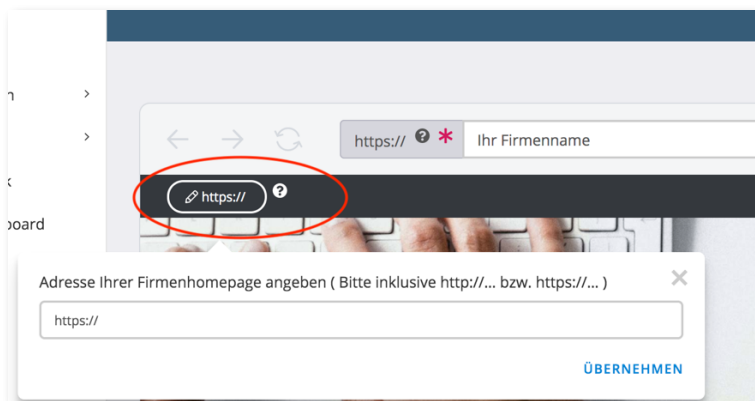 https:// ? * Ihr Firmenname
https:// ?
board
Adresse Ihrer Firmenhomepage angeben ( Bitte inklusive http://... bzw. https://... )
https://
ÜBERNEHMEN